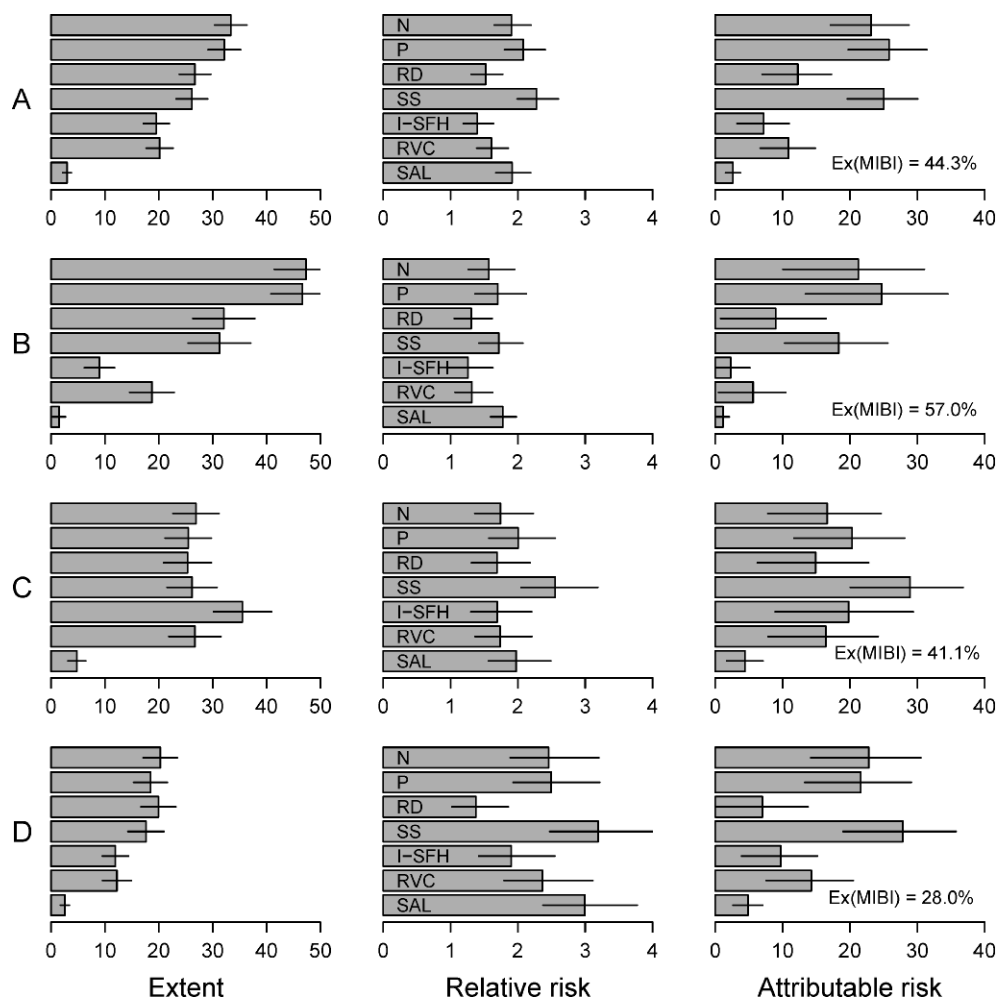 A
N
P
RD
SS
I-SFH
RVC
SAL
Ex(MIBI) = 44.3%
0 10 20 30 40 50
0 1 2 3 4
0 10 20 30 40
B
N
P
RD
SS
I-SFH
RVC
SAL
Ex(MIBI) = 57.0%
0 10 20 30 40 50
0 1 2 3 4
0 10 20 30 40
C
N
P
RD
SS
I-SFH
RVC
SAL
Ex(MIBI) = 41.1%
0 10 20 30 40 50
0 1 2 3 4
0 10 20 30 40
D
N
P
RD
SS
I-SFH
RVC
SAL
Ex(MIBI) = 28.0%
0 10 20 30 40 50
0 1 2 3 4
0 10 20 30 40
Extent Relative risk Attributable risk